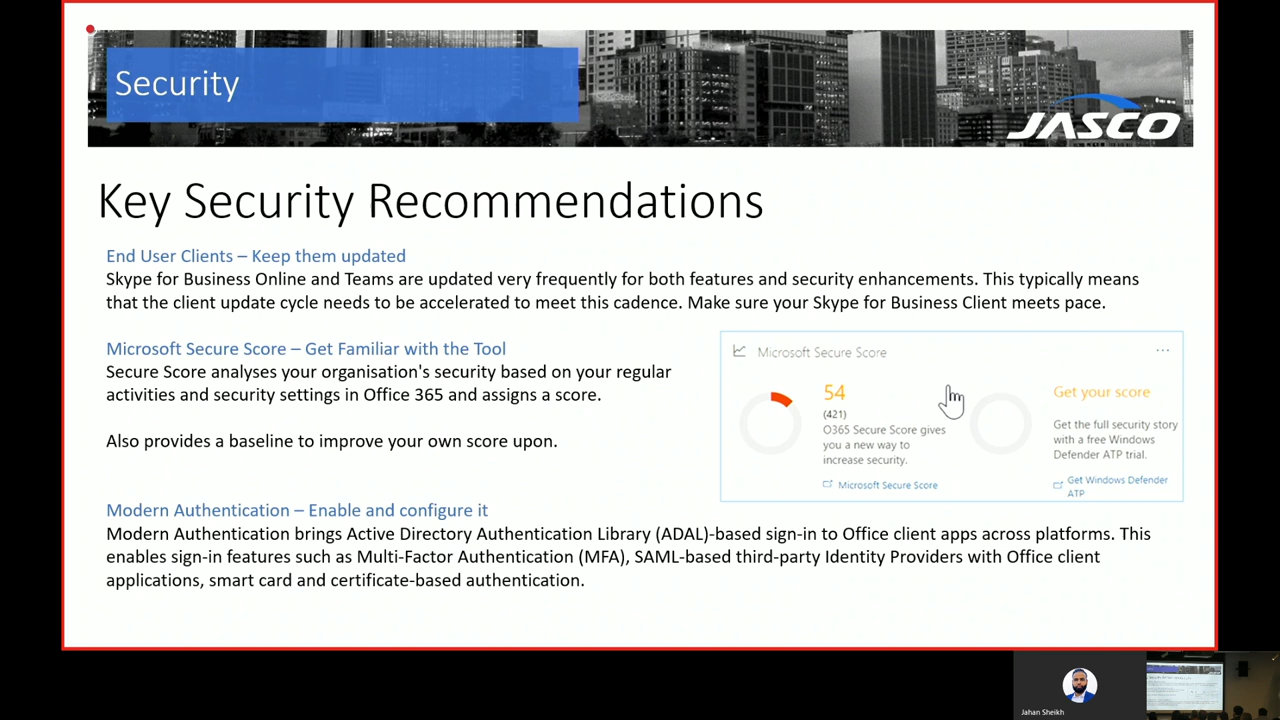 Security
JASCO
Key Security Recommendations
End User Clients – Keep them updated
Skype for Business Online and Teams are updated very frequently for both features and security enhancements. This typically means
that the client update cycle needs to be accelerated to meet this cadence. Make sure your Skype for Business Client meets pace.
Microsoft Secure Score – Get Familiar with the Tool
Secure Score analyses your organisation's security based on your regular
activities and security settings in Office 365 and assigns a score.
Also provides a baseline to improve your own score upon.
Microsoft Secure Score
54
(421)
O365 Secure Score gives
you a new way to
increase security.
Microsoft Secure Score
Get your score
Get the full security story
with a free Windows
Defender ATP trial.
Get Windows Defender
ATP
Modern Authentication – Enable and configure it
Modern Authentication brings Active Directory Authentication Library (ADAL)-based sign-in to Office client apps across platforms. This
enables sign-in features such as Multi-Factor Authentication (MFA), SAML-based third-party Identity Providers with Office client
applications, smart card and certificate-based authentication.
Jahan Sheikh